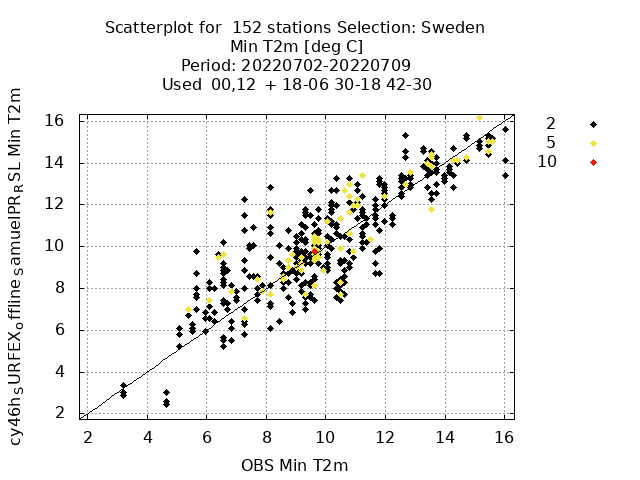 Scatterplot for 152 stations Selection: Sweden
Min T2m [deg C]
Period: 20220702-20220709
Used 00,12 + 18-06 30-18 42-30
2
5
10
cy46h_SURFEX_offline_samuelPR_RSL Min T2m
16
14
12
10
8
6
4
2
2 4 6 8 10 12 14 16
OBS Min T2m